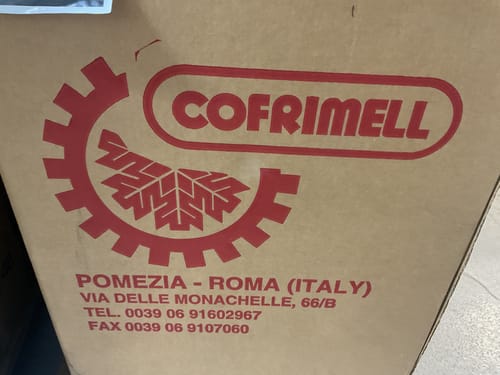 COFRIMELL
POMEZIA - ROMA (ITALY)
VIA DELLE MONACHELLE, 66/B
TEL. 0039 06 91602967
FAX 0039 06 9107060